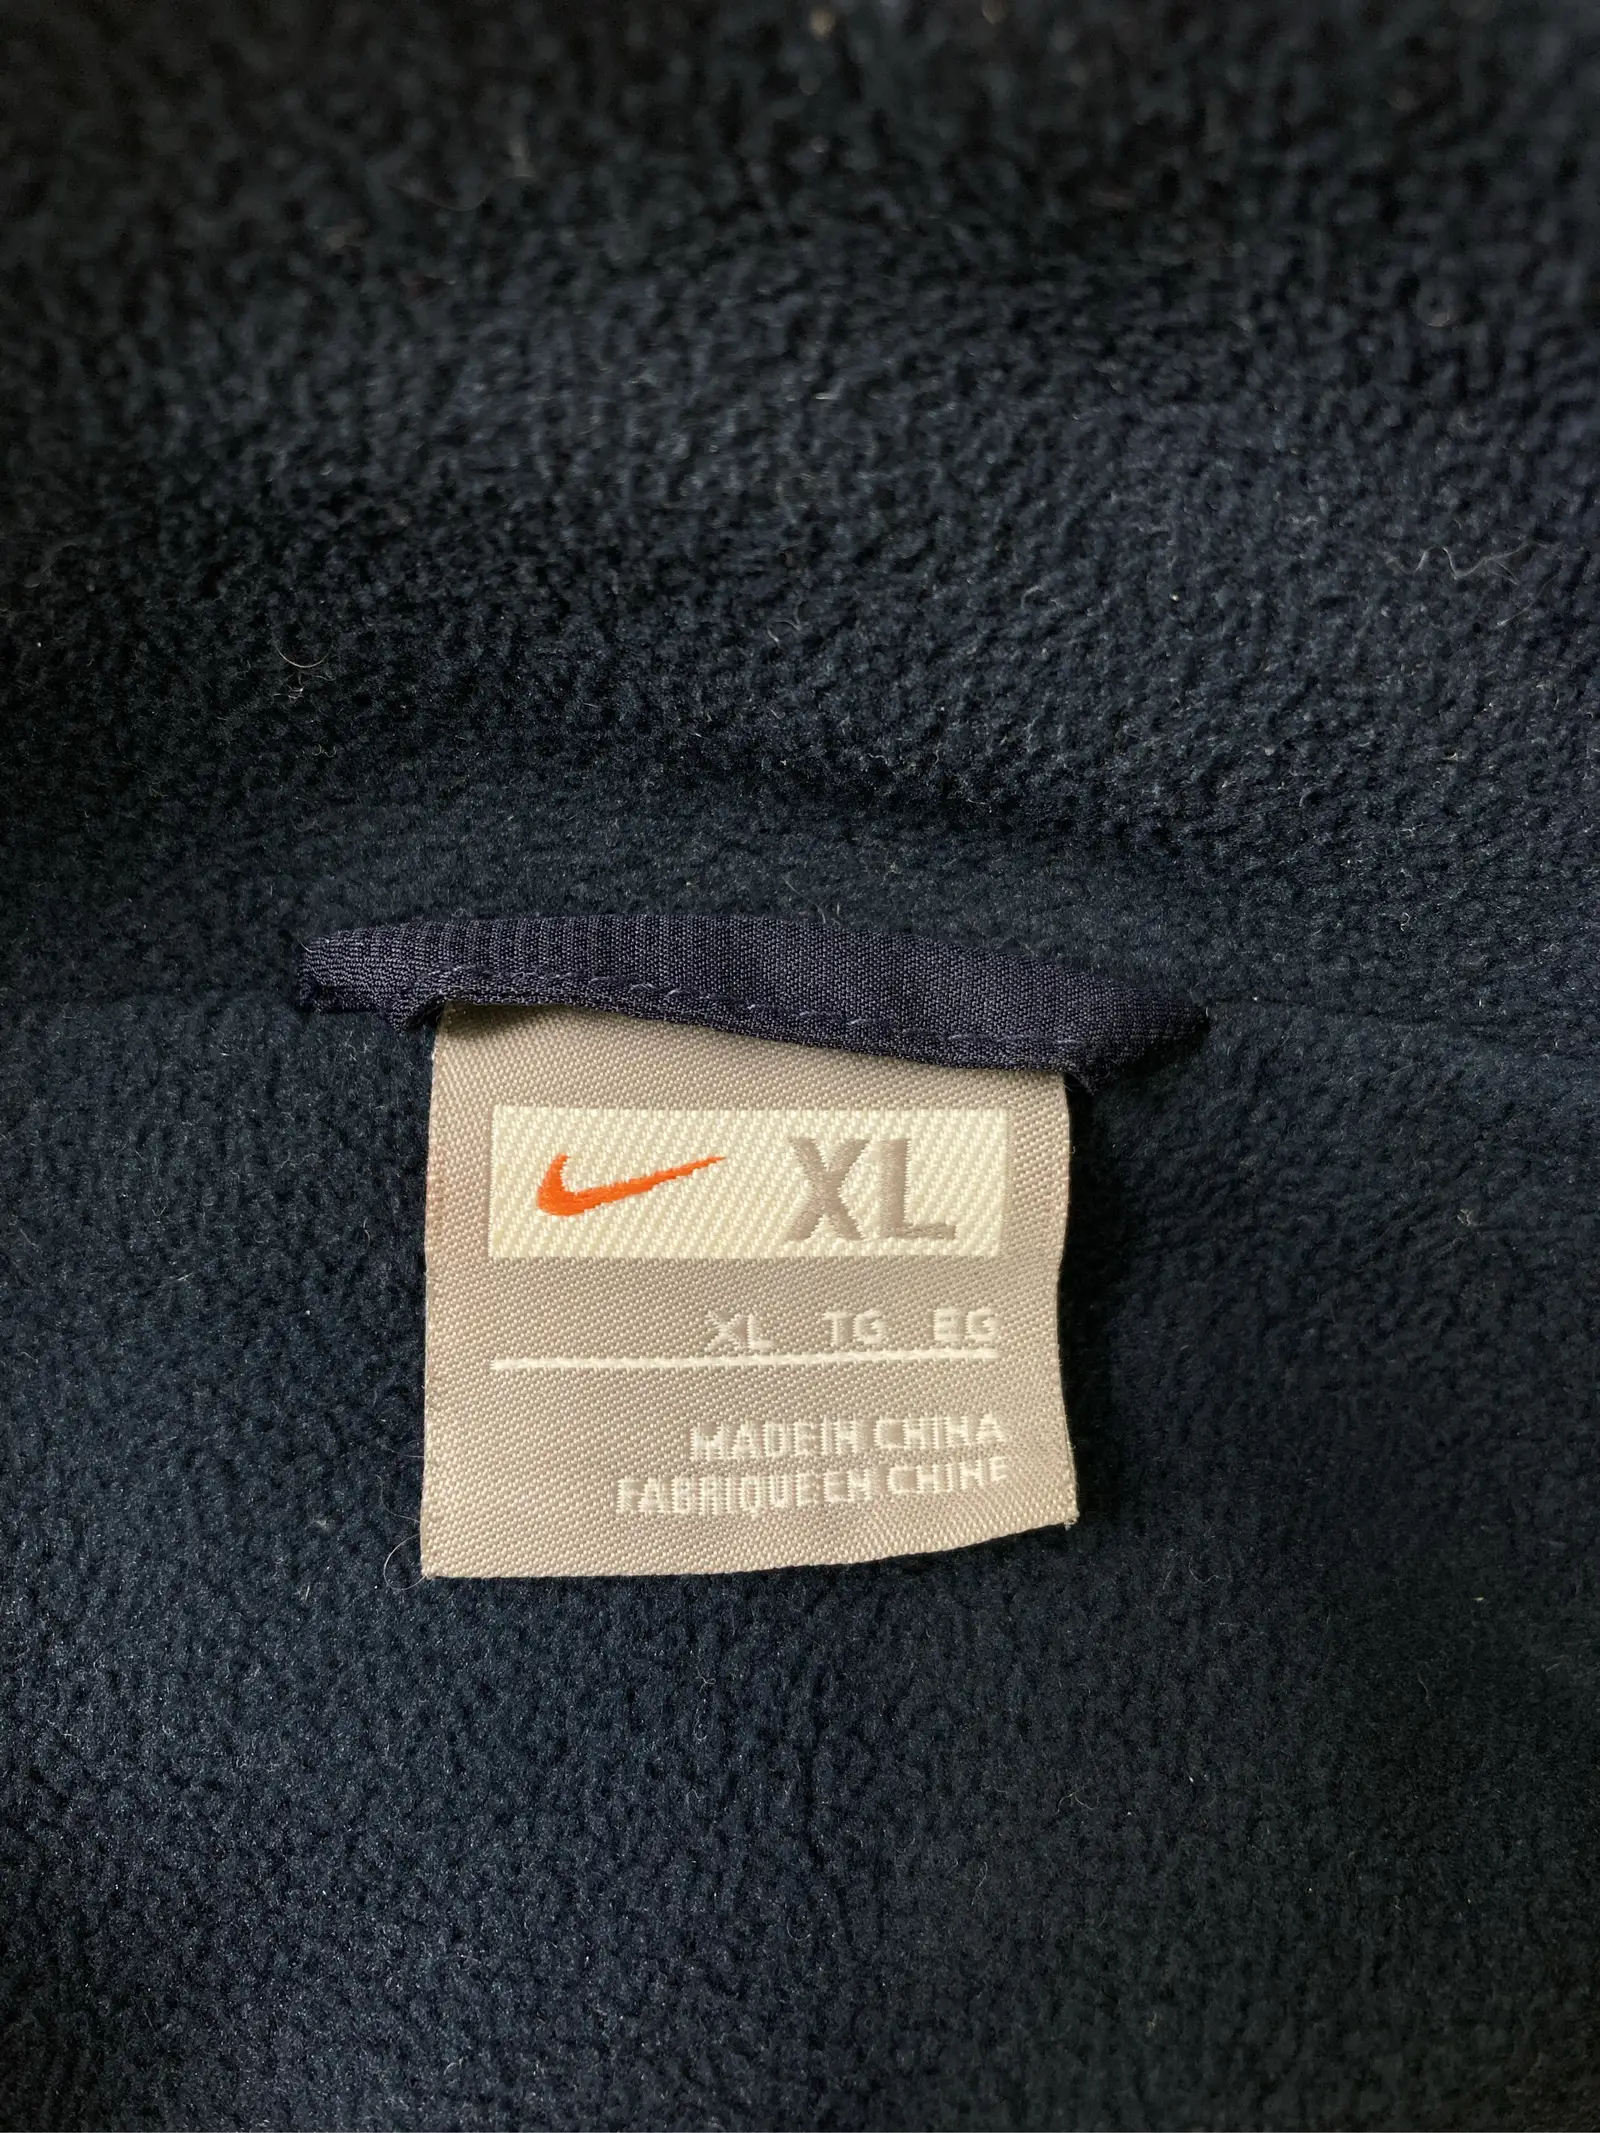 XL
XL TG EG
MADE IN CHINA
FABRIQUE EN CHINE